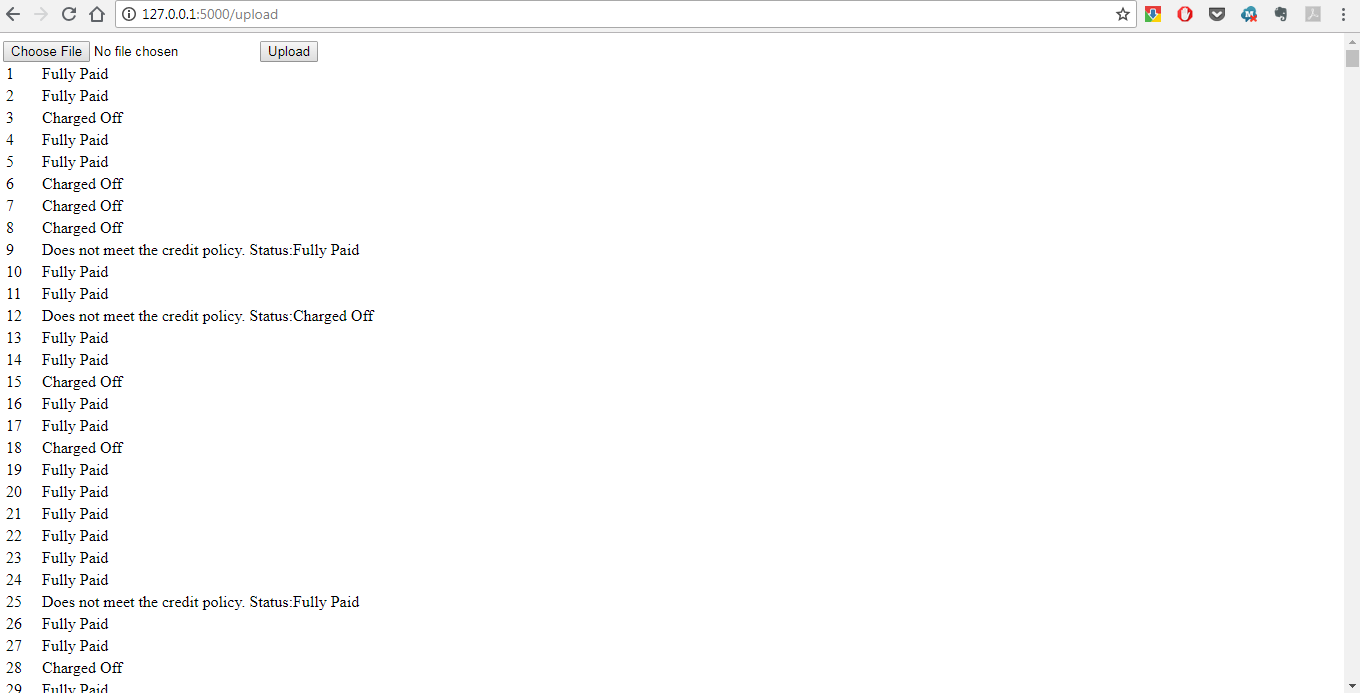 127.0.0.1:5000/upload
Choose File No file chosen Upload
1 Fully Paid
2 Fully Paid
3 Charged Off
4 Fully Paid
5 Fully Paid
6 Charged Off
7 Charged Off
8 Charged Off
9 Does not meet the credit policy. Status:Fully Paid
10 Fully Paid
11 Fully Paid
12 Does not meet the credit policy. Status:Charged Off
13 Fully Paid
14 Fully Paid
15 Charged Off
16 Fully Paid
17 Fully Paid
18 Charged Off
19 Fully Paid
20 Fully Paid
21 Fully Paid
22 Fully Paid
23 Fully Paid
24 Fully Paid
25 Does not meet the credit policy. Status:Fully Paid
26 Fully Paid
27 Fully Paid
28 Charged Off
29 Fully Paid